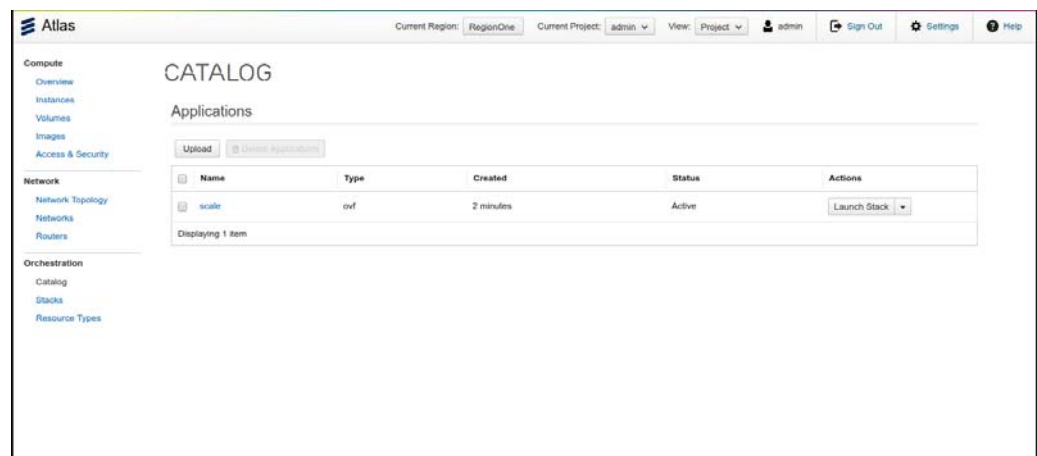 Atlas
Current Region: RegionOne Current Project: admin View: Project admin Sign Out Settings Help
Compute
Overview
Instances
Volumes
Images
Access & Security
Network
Network Topology
Networks
Routers
Orchestration
Catalog
Stacks
Resource Types
CATALOG
Applications
Upload Delete Applications
Name Type Created Status Actions
scale ovf 2 minutes Active Launch Stack
Displaying 1 item